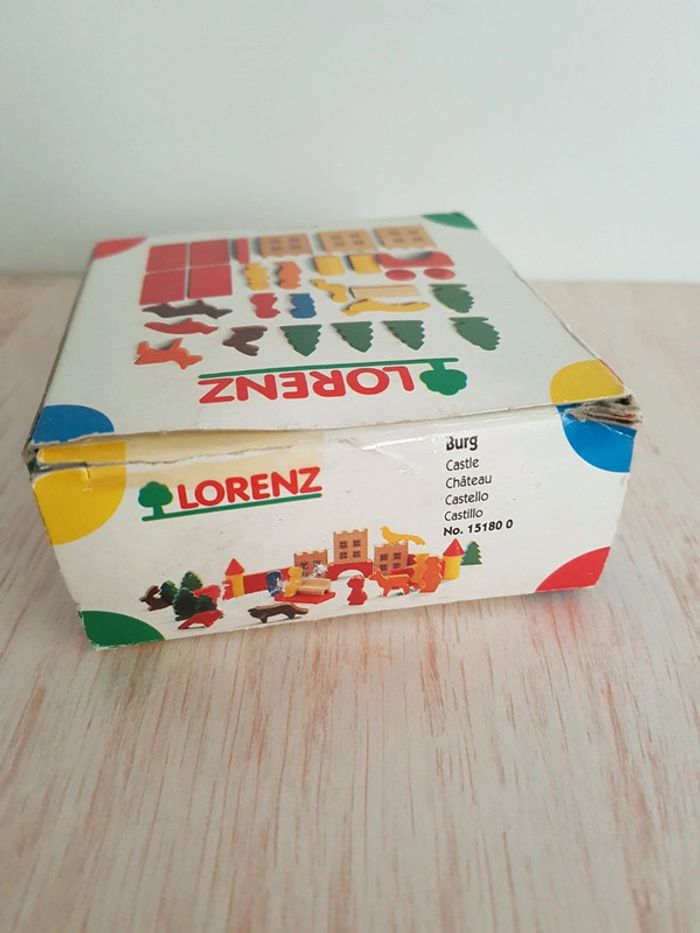 LORENZ
LORENZ
Burg
Castle
Château
Castello
Castillo
No. 15180 0